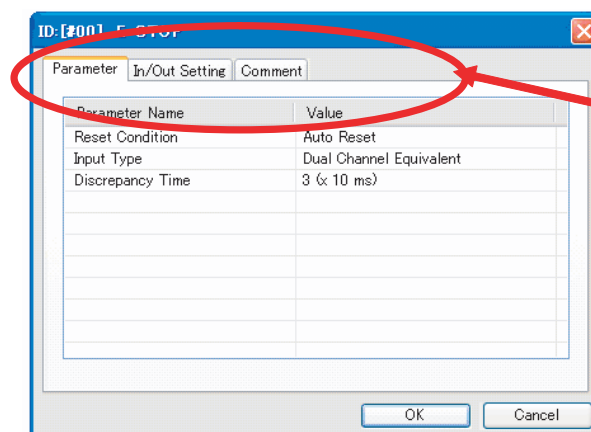 ID:[#00] E-STOP
Parameter In/Out Setting Comment
Parameter Name Value
Reset Condition Auto Reset
Input Type Dual Channel Equivalent
Discrepancy Time 3 (x 10 ms)
OK Cancel